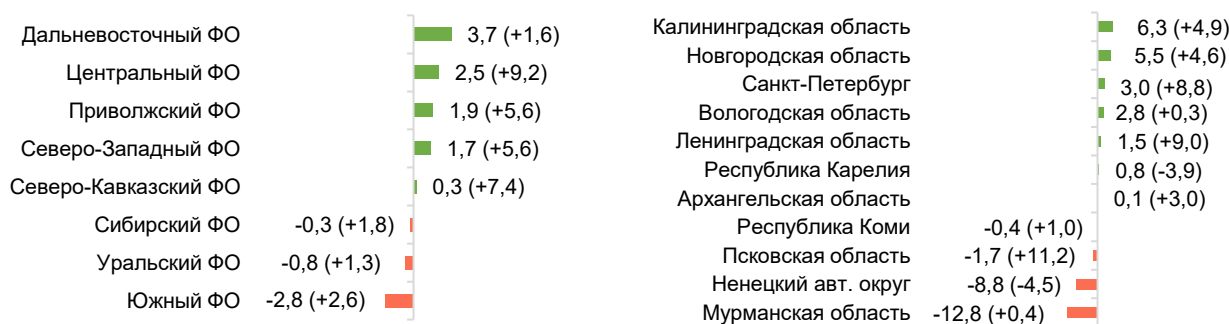 Дальневосточный ФО 3,7 (+1,6)
Центральный ФО 2,5 (+9,2)
Приволжский ФО 1,9 (+5,6)
Северо-Западный ФО 1,7 (+5,6)
Северо-Кавказский ФО 0,3 (+7,4)
Сибирский ФО -0,3 (+1,8)
Уральский ФО -0,8 (+1,3)
Южный ФО -2,8 (+2,6)
Калининградская область 6,3 (+4,9)
Новгородская область 5,5 (+4,6)
Санкт-Петербург 3,0 (+8,8)
Вологодская область 2,8 (+0,3)
Ленинградская область 1,5 (+9,0)
Республика Карелия 0,8 (-3,9)
Архангельская область 0,1 (+3,0)
Республика Коми -0,4 (+1,0)
Псковская область -1,7 (+11,2)
Ненецкий авт. округ -8,8 (-4,5)
Мурманская область -12,8 (+0,4)